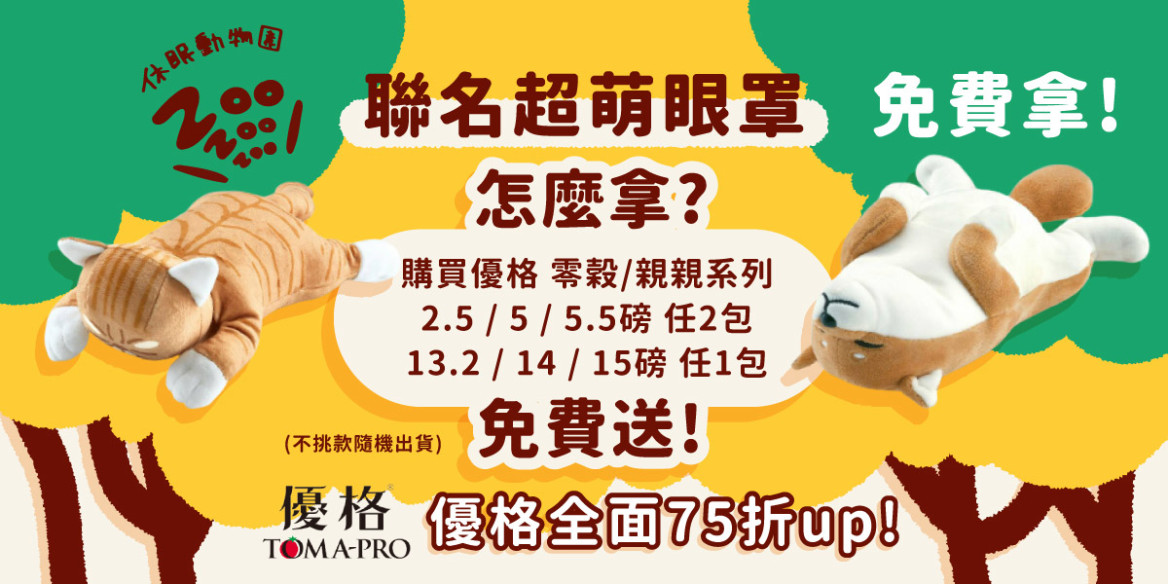 休眠動物園
ZOO
ZOO
ZOO
聯名超萌眼罩
免費拿!
怎麼拿?
購買優格 零穀/親親系列
2.5 / 5 / 5.5磅 任2包
13.2 / 14 / 15磅 任1包
免費送!
(不挑款隨機出貨)
優格®
TOMA-PRO
優格全面75折up!